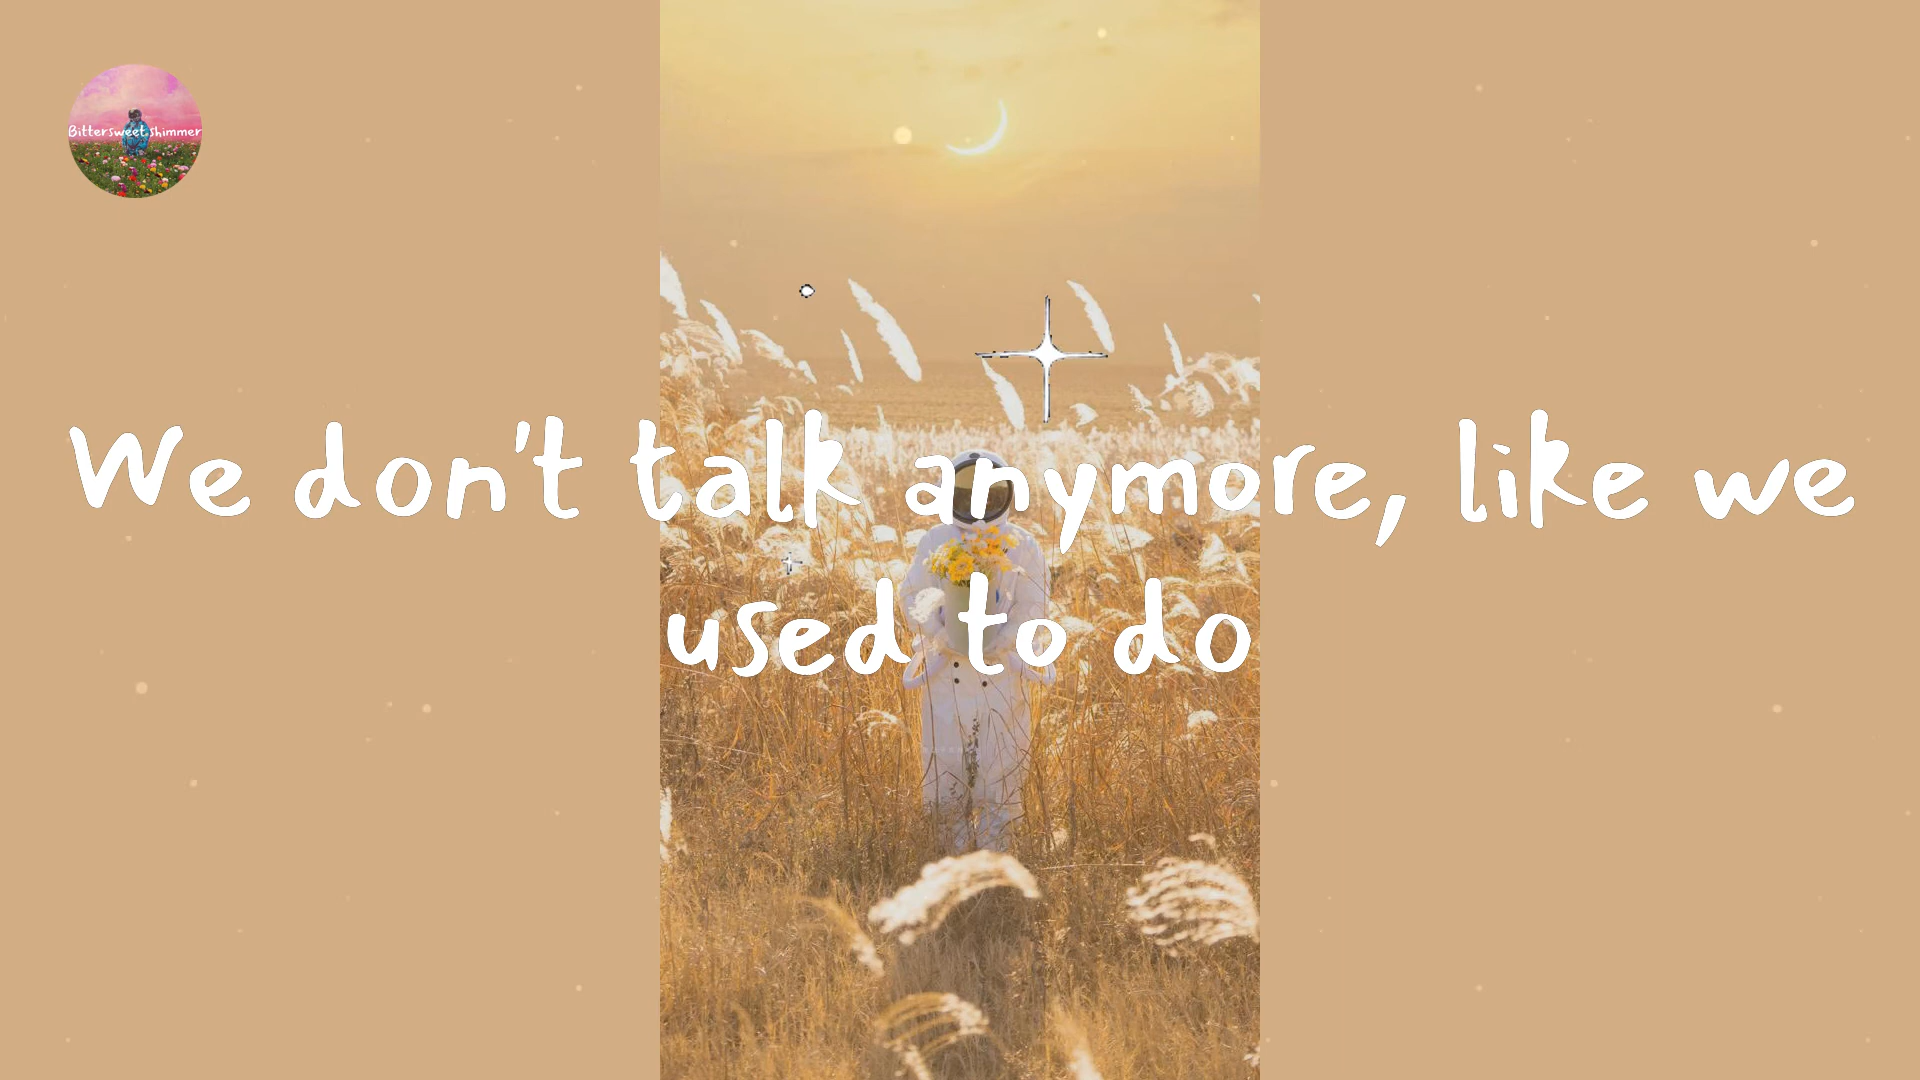 Bittersweet shimmer
We don't talk anymore, like we
used to do